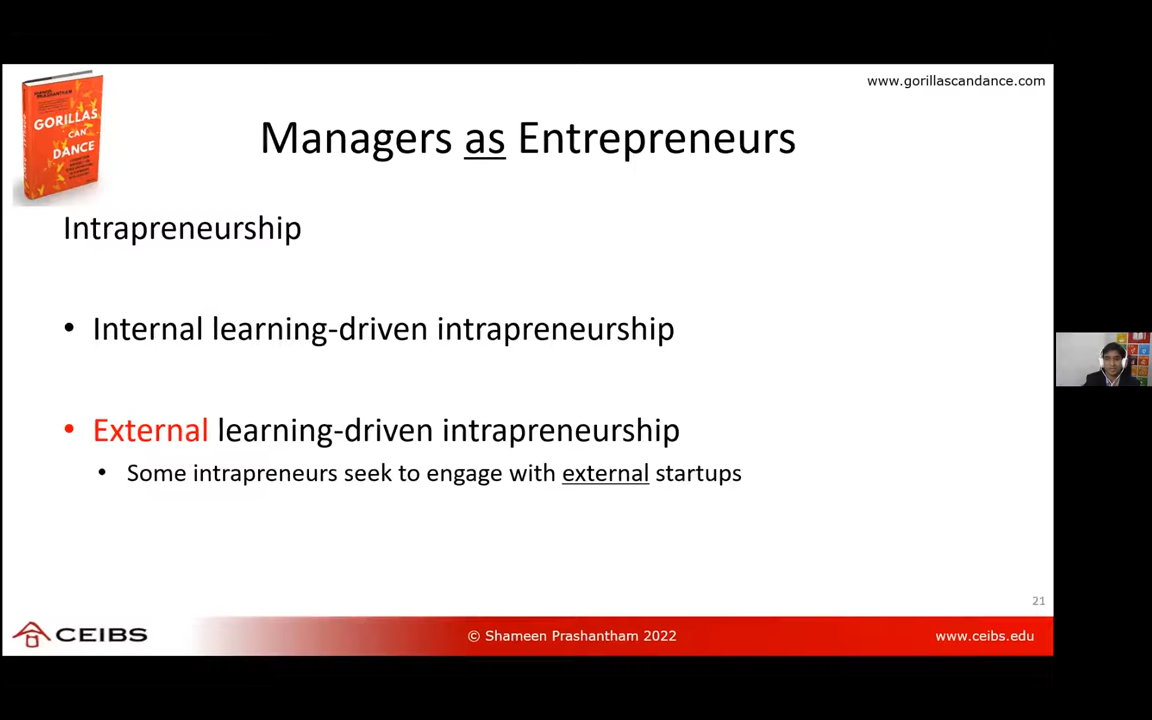 www.gorillascandance.com
PRASHANTHAM
GORILLAS
CAN
DANCE
Managers as Entrepreneurs
Intrapreneurship
• Internal learning-driven intrapreneurship
• External learning-driven intrapreneurship
• Some intrapreneurs seek to engage with external startups
21
CEIBS
© Shameen Prashantham 2022
www.ceibs.edu